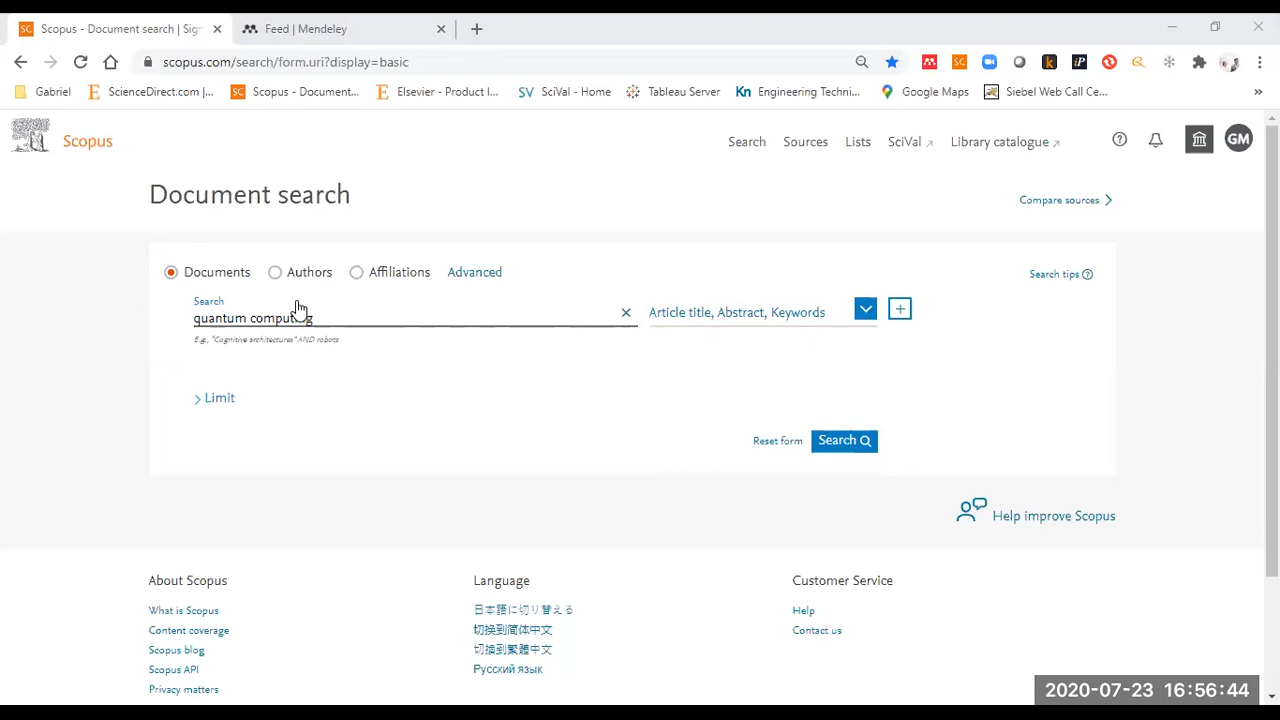 Scopus - Document search | Sig
Feed | Mendeley
scopus.com/search/form.uri?display=basic
Gabriel
ScienceDirect.com |...
Scopus - Document...
Elsevier - Product I...
SciVal - Home
Tableau Server
Engineering Techni...
Google Maps
Siebel Web Call Ce...
Scopus
Search
Sources
Lists
SciVal
Library catalogue
GM
Document search
Compare sources
Documents
Authors
Affiliations
Advanced
Search tips
Search
quantum computing
Article title, Abstract, Keywords
E.g., "Cognitive architectures" AND robots
Limit
Reset form
Search
Help improve Scopus
About Scopus
Language
Customer Service
What is Scopus
日本語に切り替える
Help
Content coverage
切换到简体中文
Contact us
Scopus blog
切換到繁體中文
Scopus API
Русский язык
Privacy matters
2020-07-23 16:56:44